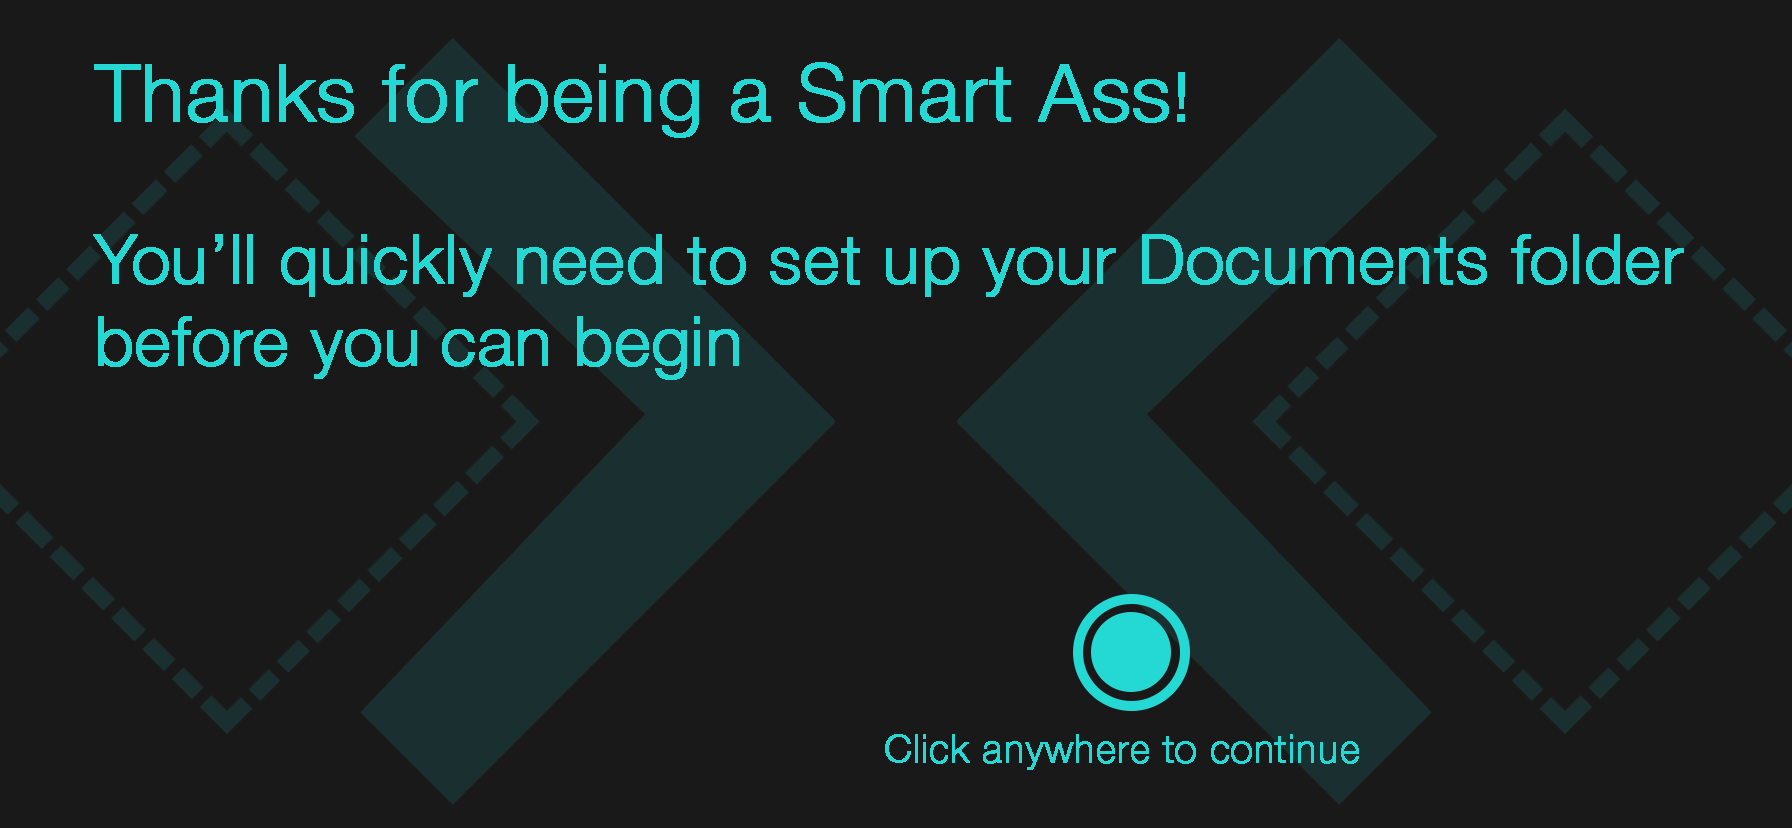 Thanks for being a Smart Ass!
You’ll quickly need to set up your Documents folder
before you can begin
Click anywhere to continue